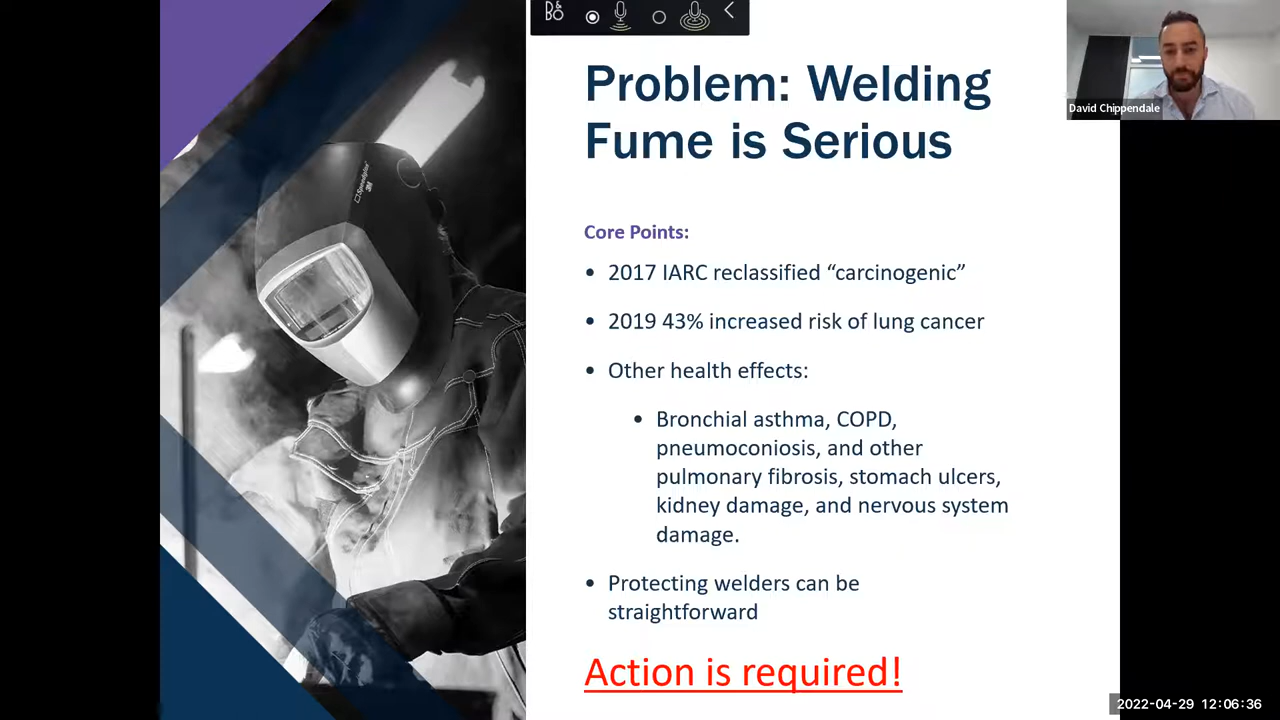 B&O
Problem: Welding
Fume is Serious
David Chippendale
Speedglas
3M
Core Points:
• 2017 IARC reclassified “carcinogenic”
• 2019 43% increased risk of lung cancer
• Other health effects:
• Bronchial asthma, COPD,
pneumoconiosis, and other
pulmonary fibrosis, stomach ulcers,
kidney damage, and nervous system
damage.
• Protecting welders can be
straightforward
Action is required!
2022-04-29 12:06:36